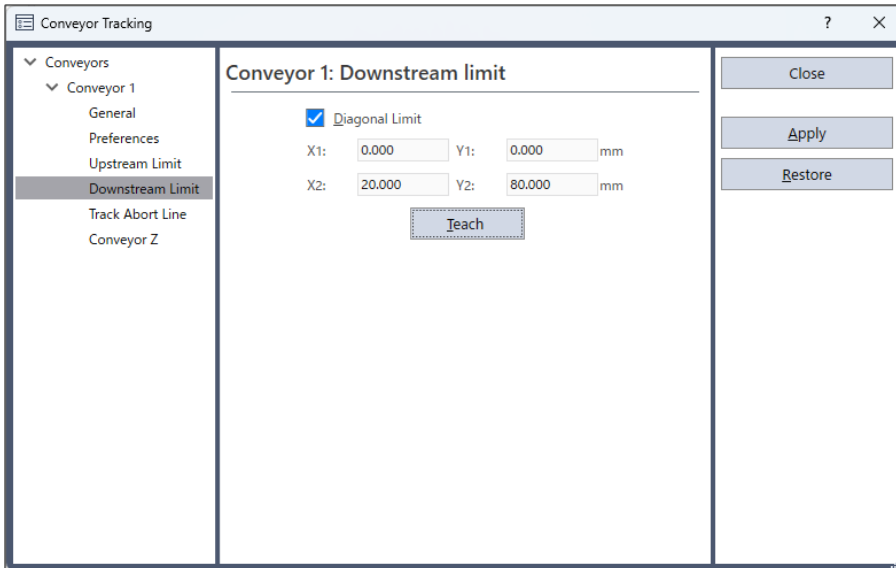 Conveyor Tracking
?
Conveyors
Conveyor 1
General
Preferences
Upstream Limit
Downstream Limit
Track Abort Line
Conveyor Z
Conveyor 1: Downstream limit
Diagonal Limit
X1: 0.000 Y1: 0.000 mm
X2: 20.000 Y2: 80.000 mm
Teach
Close
Apply
Restore